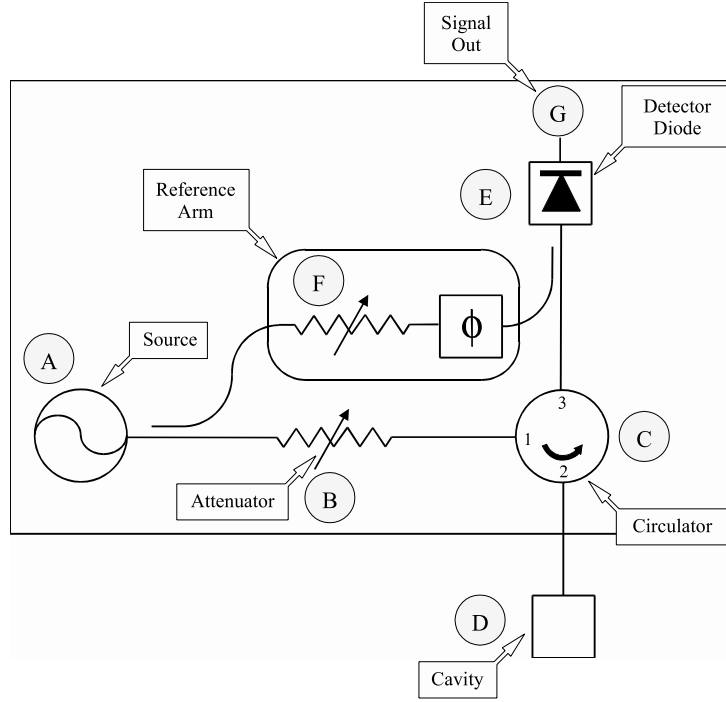 Signal
Out
G
Detector
Diode
E
Reference
Arm
F
ϕ
A
Source
3
1
2
C
Attenuator
B
Circulator
D
Cavity